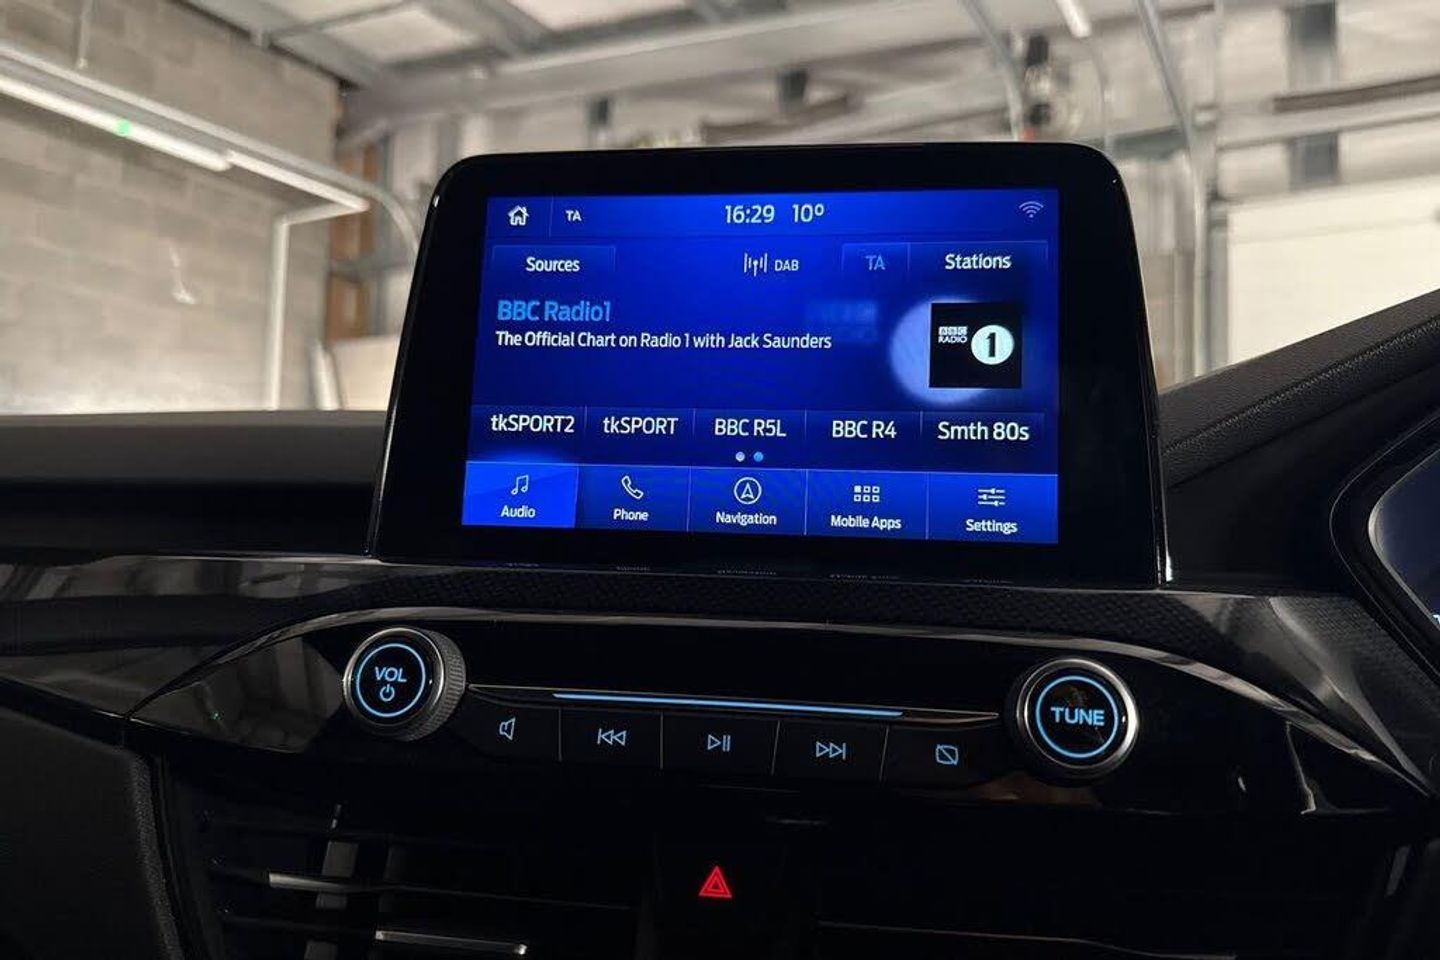 TA 16:29 10º
Sources DAB TA Stations
BBC Radio1
The Official Chart on Radio 1 with Jack Saunders
BBC RADIO 1
tkSPORT2 tkSPORT BBC R5L BBC R4 Smth 80s
Audio Phone Navigation Mobile Apps Settings
VOL
TUNE